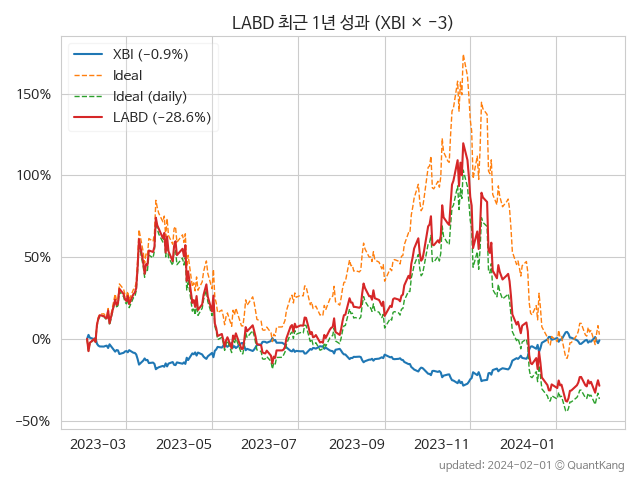 LABD 최근 1년 성과 (XBI × −3)
XBI (−0.9%)
Ideal
Ideal (daily)
LABD (−28.6%)
150%
100%
50%
0%
−50%
2023-03 2023-05 2023-07 2023-09 2023-11 2024-01
updated: 2024-02-01 © QuantKang